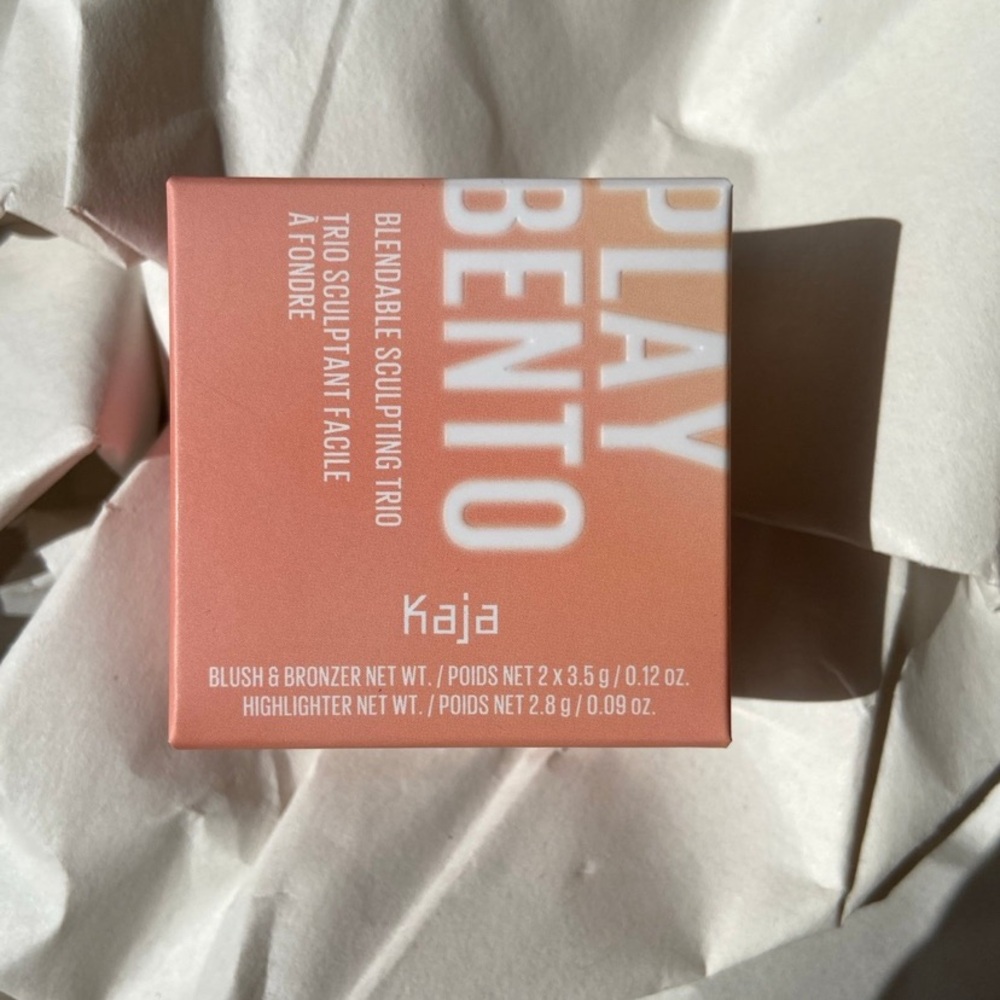 PLAY
BENTO
BLENDABLE SCULPTING TRIO
TRIO SCULPTANT FACILE
À FONDRE
Kaja
BLUSH & BRONZER NET WT. / POIDS NET 2 x 3.5 g / 0.12 oz.
HIGHLIGHTER NET WT. / POIDS NET 2.8 g / 0.09 oz.